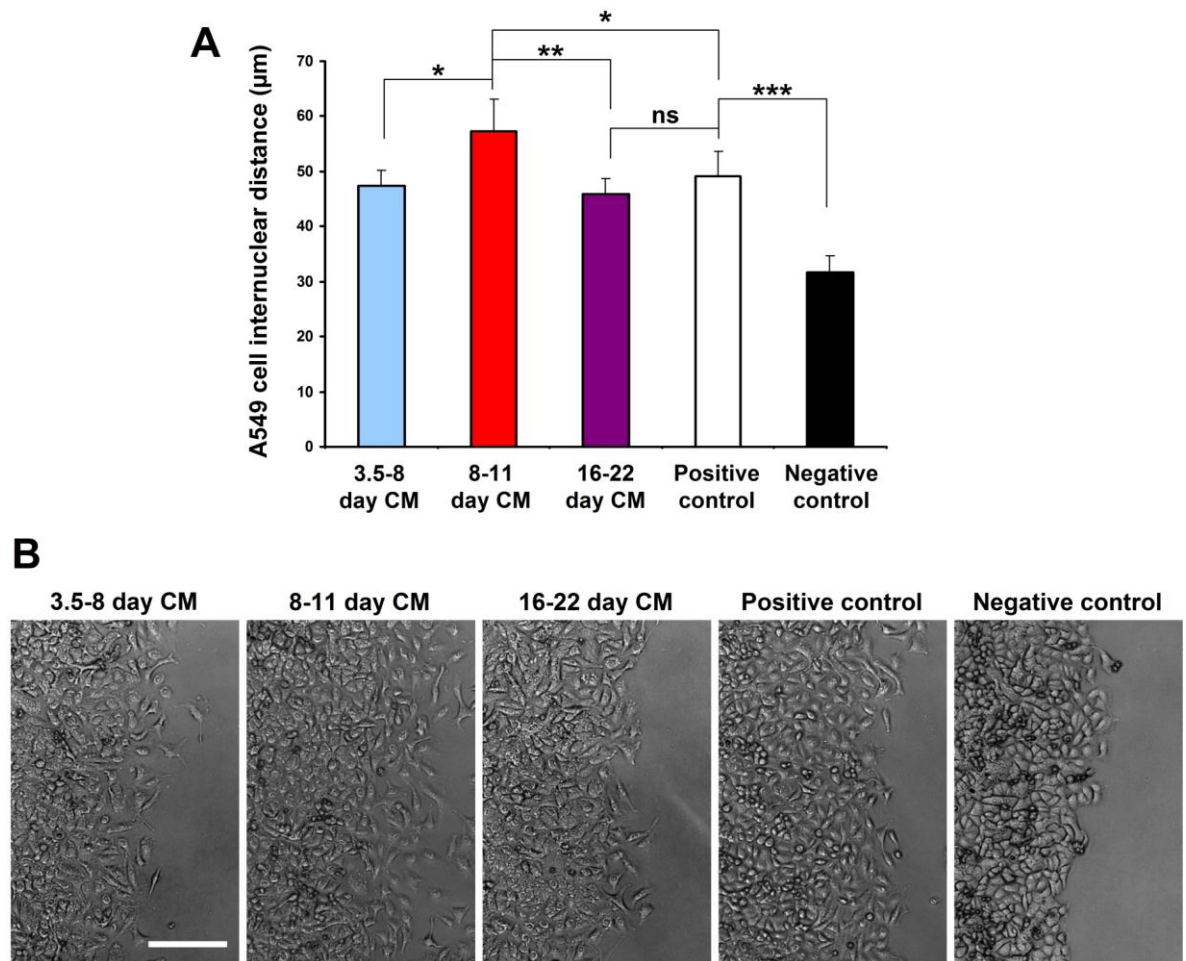 A
A549 cell internuclear distance (µm)
70
60
50
40
30
20
10
0
*
*
**
ns
***
3.5-8
day CM
8-11
day CM
16-22
day CM
Positive
control
Negative
control
B
3.5-8 day CM
8-11 day CM
16-22 day CM
Positive control
Negative control